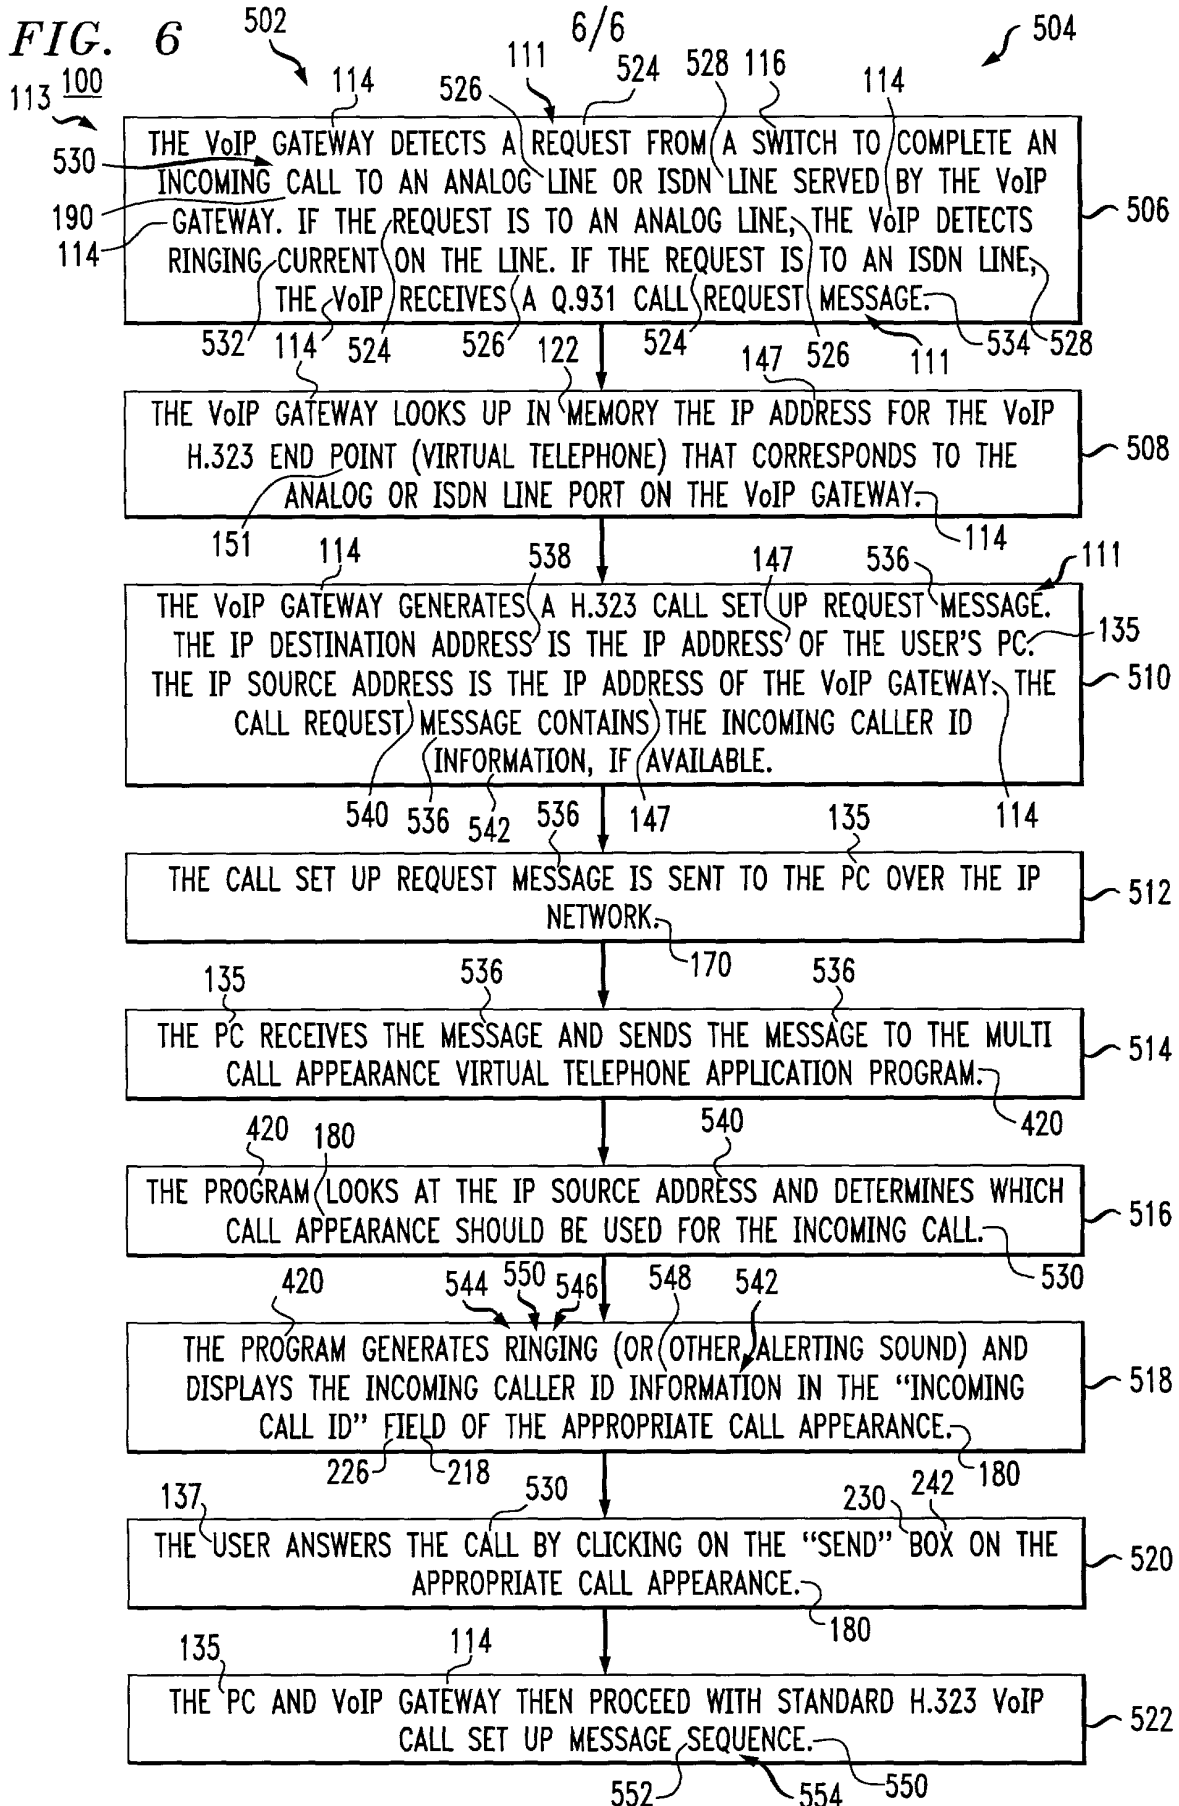 FIG. 6
502
6/6
504
113
100
114
526
111
524
528
116
114
THE VoIP GATEWAY DETECTS A REQUEST FROM A SWITCH TO COMPLETE AN
530
INCOMING CALL TO AN ANALOG LINE OR ISDN LINE SERVED BY THE VoIP
190
GATEWAY. IF THE REQUEST IS TO AN ANALOG LINE, THE VoIP DETECTS
506
114
RINGING CURRENT ON THE LINE. IF THE REQUEST IS TO AN ISDN LINE,
THE VoIP RECEIVES A Q.931 CALL REQUEST MESSAGE.
532
114
524
526
122
524
147
526
111
534
528
THE VoIP GATEWAY LOOKS UP IN MEMORY THE IP ADDRESS FOR THE VoIP
H.323 END POINT (VIRTUAL TELEPHONE) THAT CORRESPONDS TO THE
508
ANALOG OR ISDN LINE PORT ON THE VoIP GATEWAY.
151
114
114
538
147
536
111
THE VoIP GATEWAY GENERATES A H.323 CALL SET UP REQUEST MESSAGE.
THE IP DESTINATION ADDRESS IS THE IP ADDRESS OF THE USER'S PC.
135
THE IP SOURCE ADDRESS IS THE IP ADDRESS OF THE VoIP GATEWAY. THE
510
CALL REQUEST MESSAGE CONTAINS THE INCOMING CALLER ID
INFORMATION, IF AVAILABLE.
540
536
542
536
147
135
114
THE CALL SET UP REQUEST MESSAGE IS SENT TO THE PC OVER THE IP
512
NETWORK.
170
135
536
536
THE PC RECEIVES THE MESSAGE AND SENDS THE MESSAGE TO THE MULTI
514
CALL APPEARANCE VIRTUAL TELEPHONE APPLICATION PROGRAM.
420
420
180
540
THE PROGRAM LOOKS AT THE IP SOURCE ADDRESS AND DETERMINES WHICH
516
CALL APPEARANCE SHOULD BE USED FOR THE INCOMING CALL.
530
420
544
550
546
548
542
THE PROGRAM GENERATES RINGING (OR OTHER ALERTING SOUND) AND
DISPLAYS THE INCOMING CALLER ID INFORMATION IN THE "INCOMING
518
CALL ID" FIELD OF THE APPROPRIATE CALL APPEARANCE.
226
218
180
137
530
230
242
THE USER ANSWERS THE CALL BY CLICKING ON THE "SEND" BOX ON THE
520
APPROPRIATE CALL APPEARANCE.
180
135
114
THE PC AND VoIP GATEWAY THEN PROCEED WITH STANDARD H.323 VoIP
522
CALL SET UP MESSAGE SEQUENCE.
552
554
550